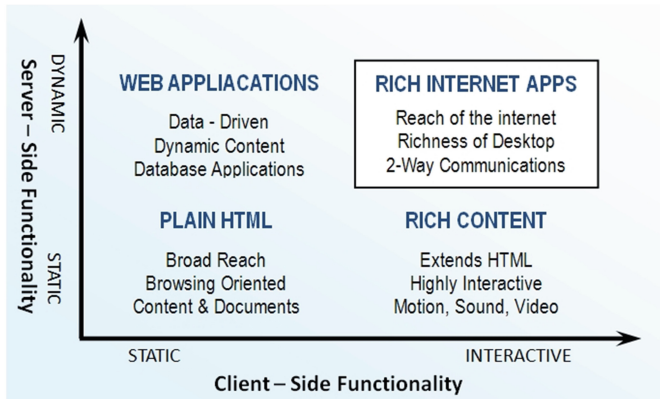 DYNAMIC
Server – Side Functionality
STATIC
WEB APPLIACATIONS
Data - Driven
Dynamic Content
Database Applications
RICH INTERNET APPS
Reach of the internet
Richness of Desktop
2-Way Communications
PLAIN HTML
Broad Reach
Browsing Oriented
Content & Documents
RICH CONTENT
Extends HTML
Highly Interactive
Motion, Sound, Video
STATIC
INTERACTIVE
Client – Side Functionality